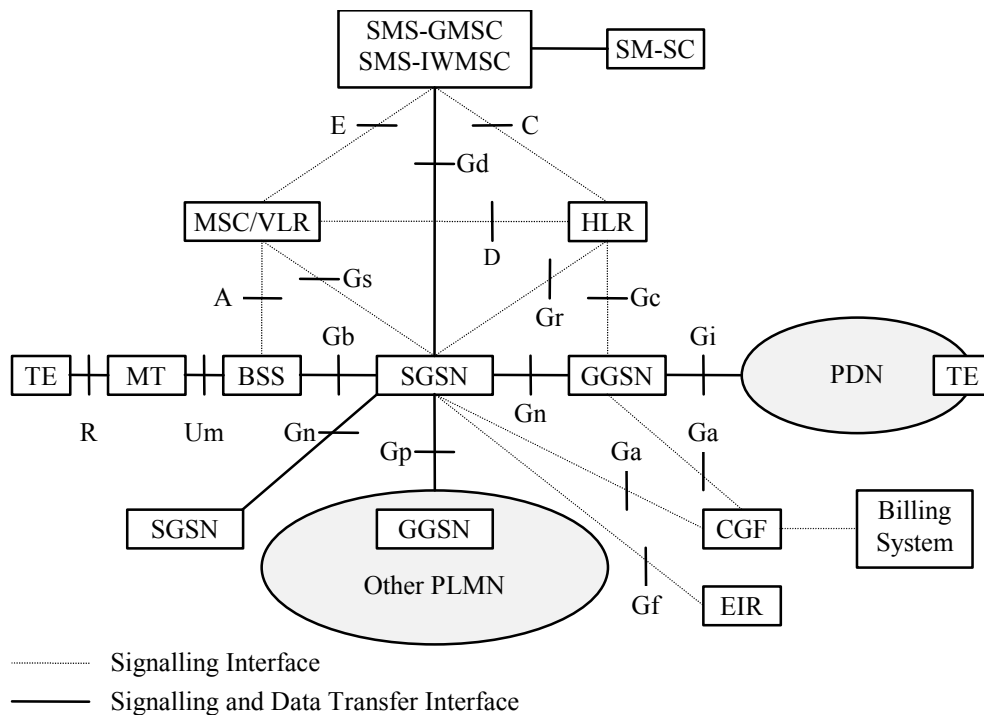 SMS-GMSC
SMS-IWMSC
SM-SC
E
C
Gd
MSC/VLR
HLR
D
Gs
A
Gr
Gc
Gb
Gi
TE
MT
BSS
SGSN
GGSN
PDN
TE
R
Um
Gn
Gn
Gp
Ga
Ga
SGSN
GGSN
CGF
Billing
System
Other PLMN
Gf
EIR
Signalling Interface
Signalling and Data Transfer Interface